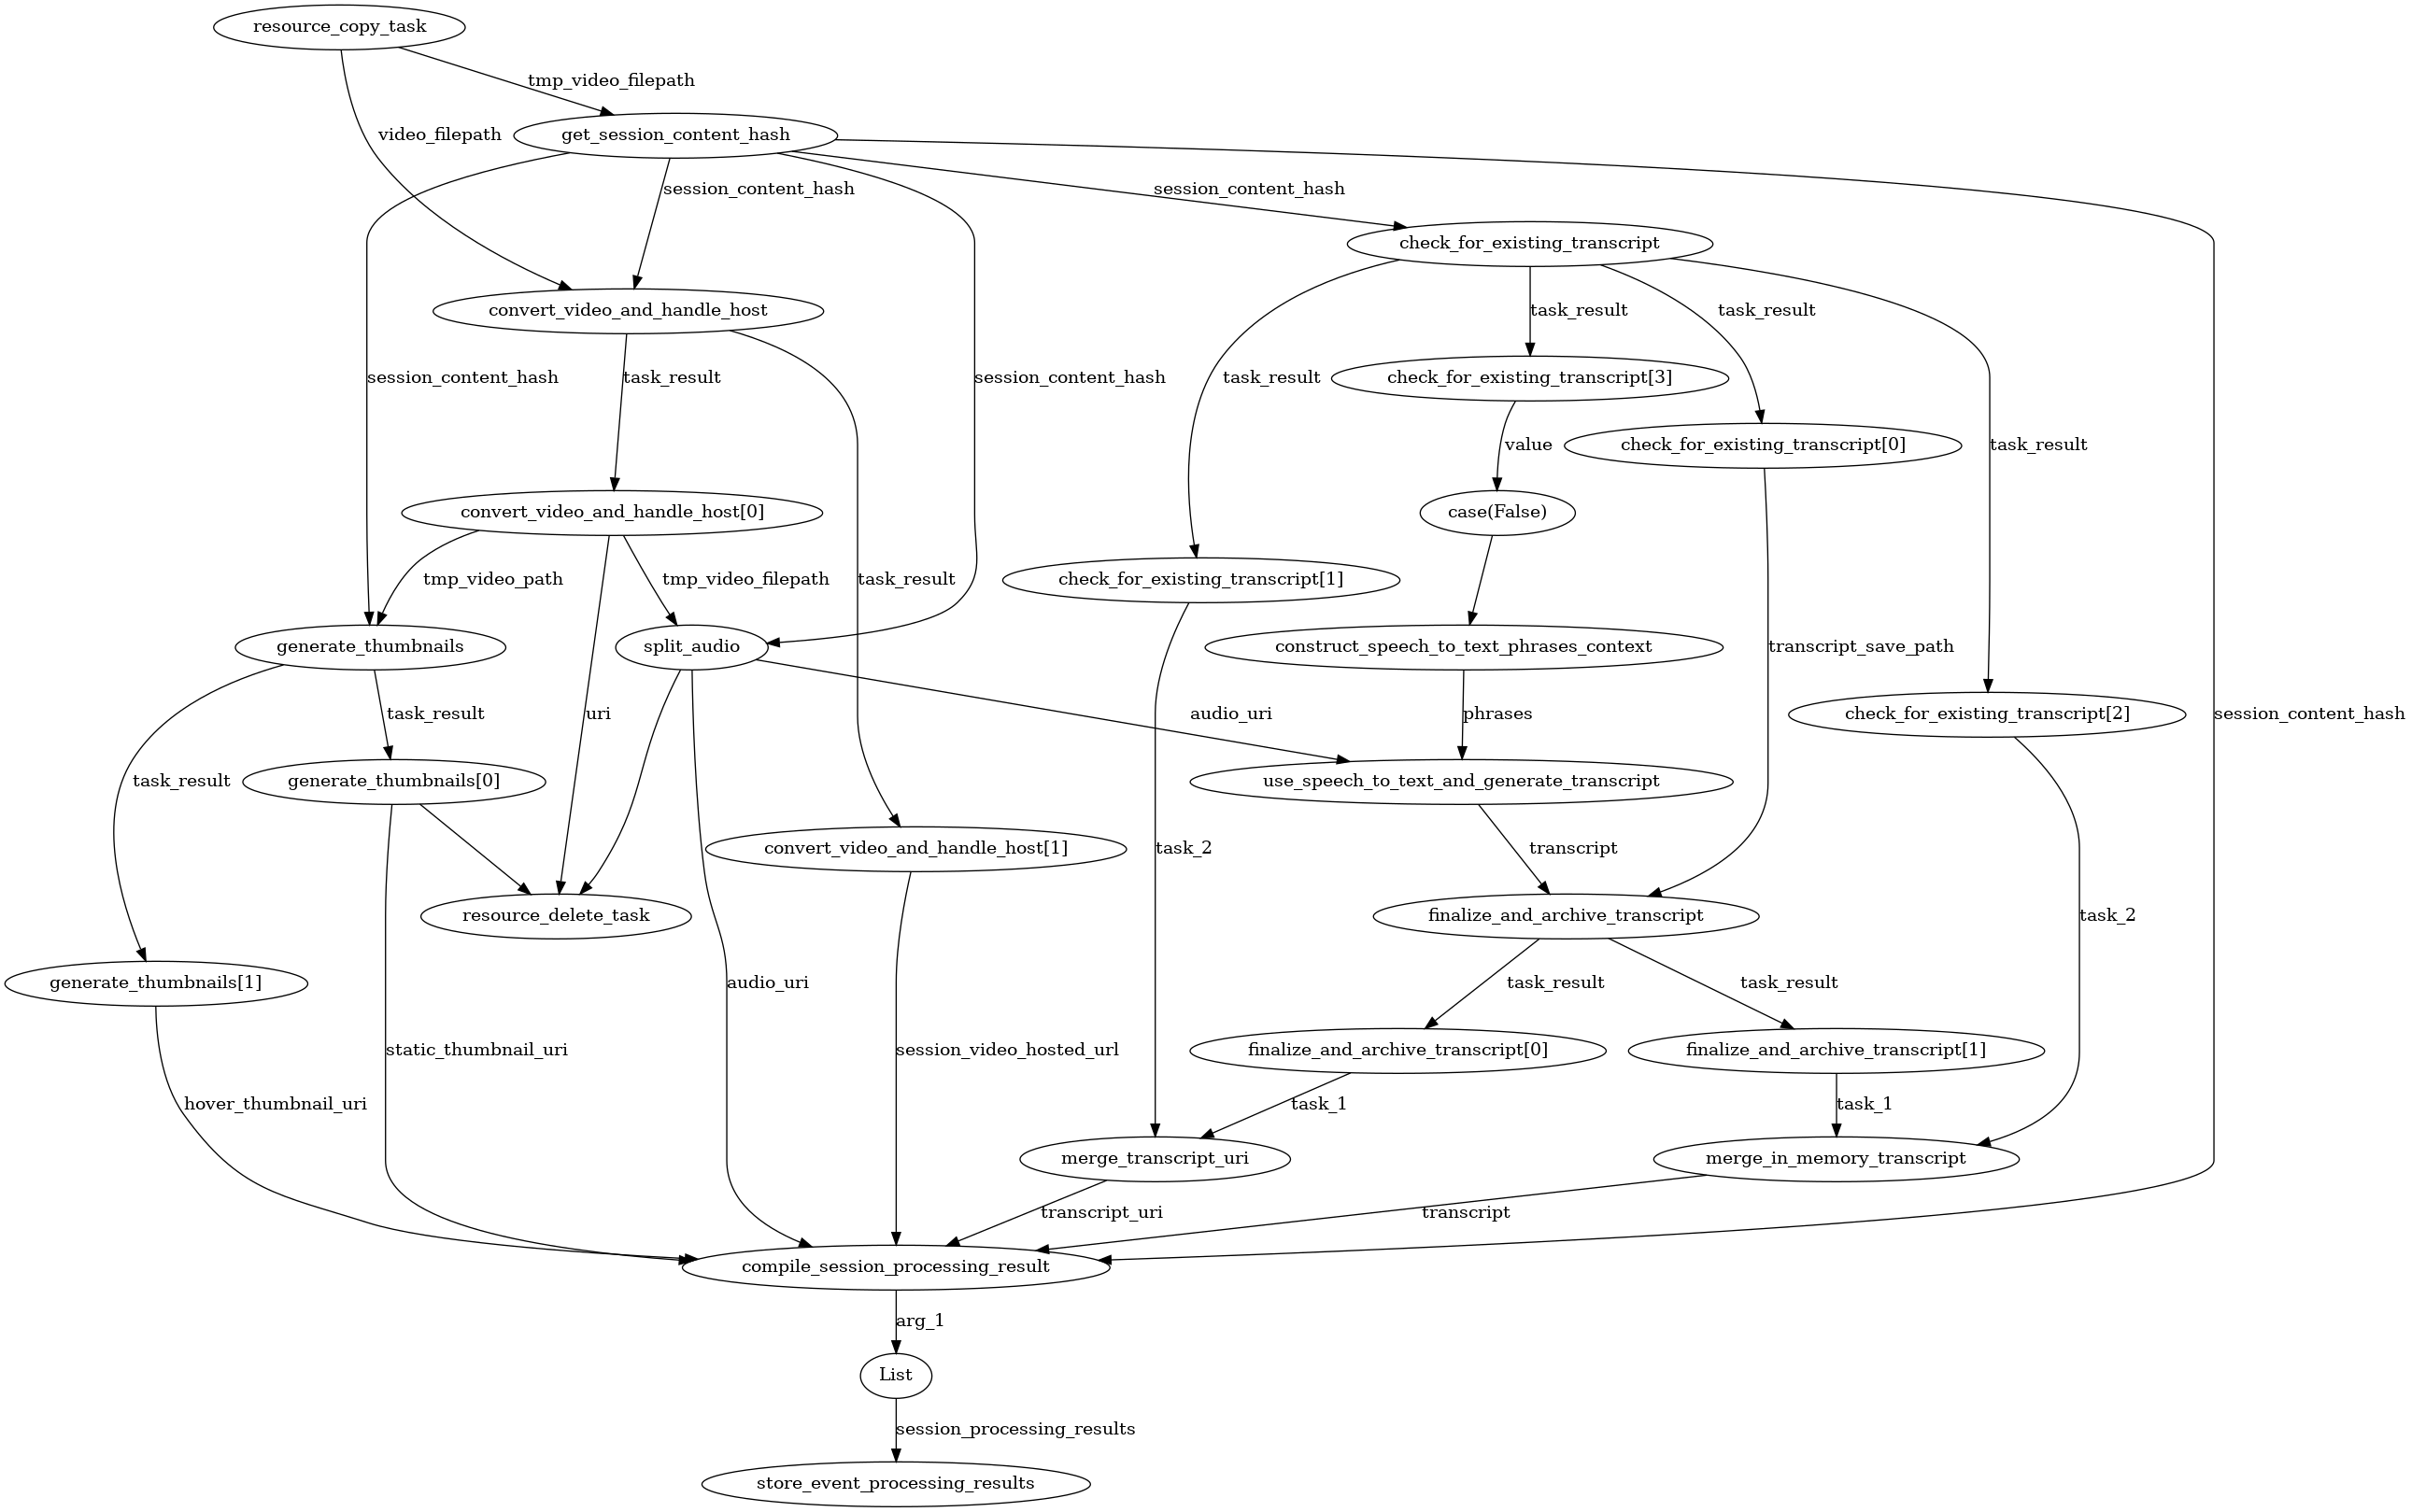 resource_copy_task
tmp_video_filepath
video_filepath
get_session_content_hash
session_content_hash
session_content_hash
check_for_existing_transcript
convert_video_and_handle_host
task_result
task_result
session_content_hash
task_result
session_content_hash
task_result
check_for_existing_transcript[3]
check_for_existing_transcript[0]
value
task_result
convert_video_and_handle_host[0]
case(False)
tmp_video_path
tmp_video_filepath
task_result
check_for_existing_transcript[1]
generate_thumbnails
split_audio
construct_speech_to_text_phrases_context
transcript_save_path
task_result
uri
audio_uri
phrases
check_for_existing_transcript[2]
session_content_hash
task_result
generate_thumbnails[0]
use_speech_to_text_and_generate_transcript
convert_video_and_handle_host[1]
task_2
transcript
resource_delete_task
finalize_and_archive_transcript
task_2
generate_thumbnails[1]
audio_uri
task_result
task_result
static_thumbnail_uri
session_video_hosted_url
finalize_and_archive_transcript[0]
finalize_and_archive_transcript[1]
hover_thumbnail_uri
task_1
task_1
merge_transcript_uri
merge_in_memory_transcript
transcript_uri
transcript
compile_session_processing_result
arg_1
List
session_processing_results
store_event_processing_results